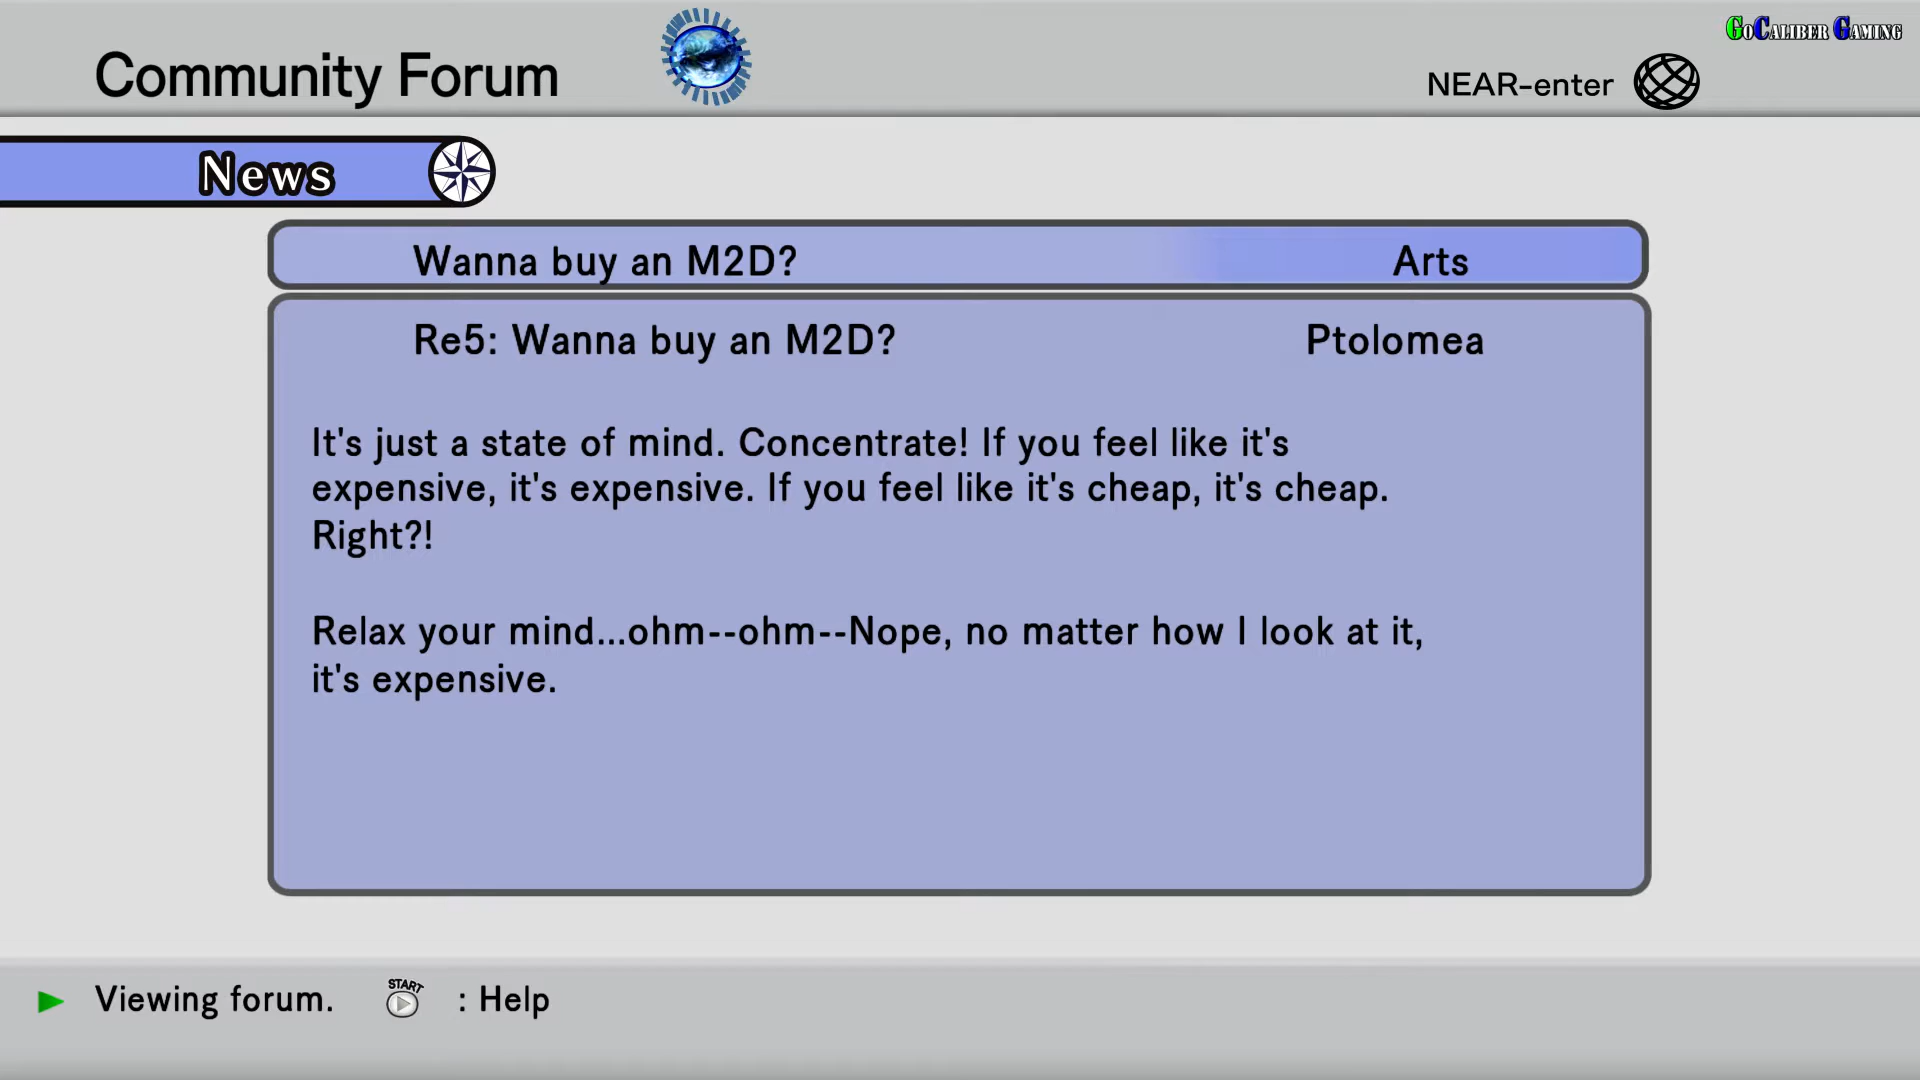 GoCaliber Gaming
Community Forum
NEAR-enter
News
Wanna buy an M2D? Arts
Re5: Wanna buy an M2D? Ptolomea
It's just a state of mind. Concentrate! If you feel like it's
expensive, it's expensive. If you feel like it's cheap, it's cheap.
Right?!
Relax your mind...ohm--ohm--Nope, no matter how I look at it,
it's expensive.
Viewing forum. START : Help